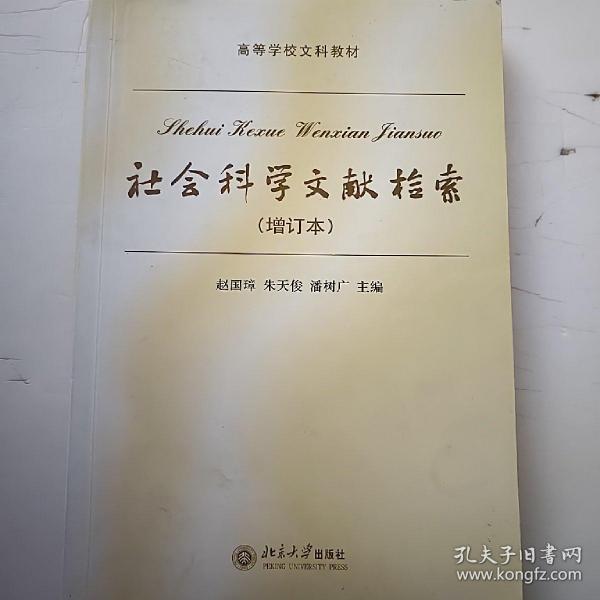 高等学校文科教材
Shehui Kexue Wenxian Jiansuo
社会科学文献检索
(增订本)
赵国璋 朱天俊 潘树广 主编
北京大学出版社
PEKING UNIVERSITY PRESS
孔夫子旧书网
www.kongfz.com